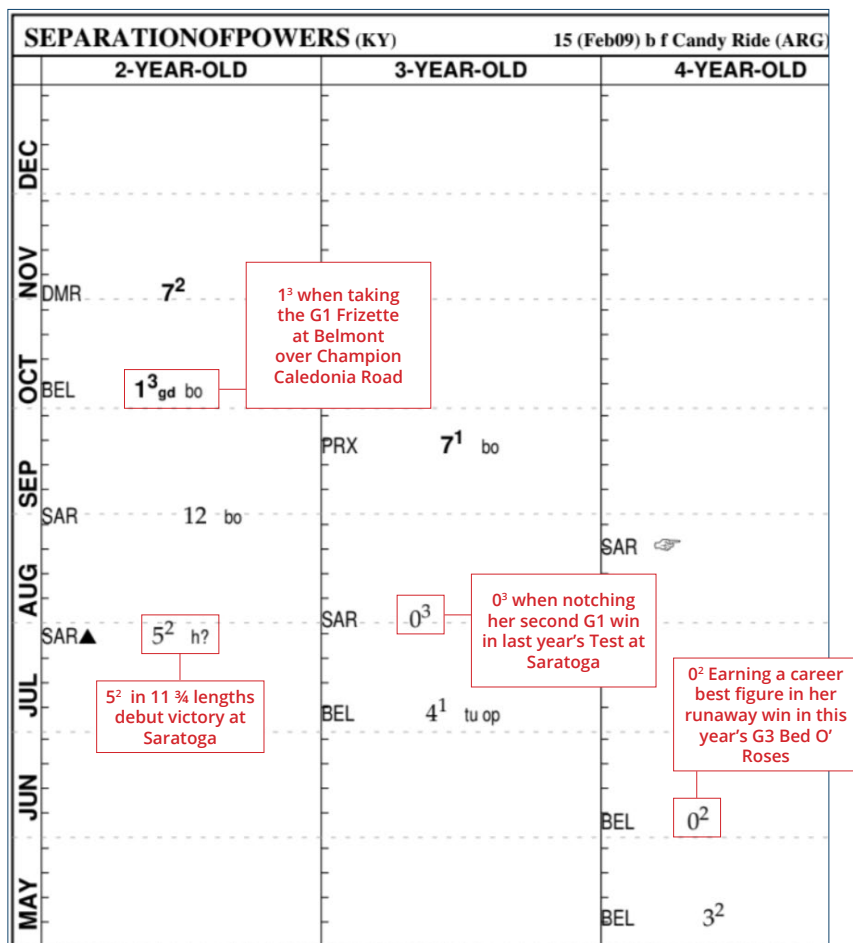 SEPARATIONOFPOWERS (KY) 15 (Feb09) b f Candy Ride (ARG)
2-YEAR-OLD 3-YEAR-OLD 4-YEAR-OLD
DEC
NOV
DMR 7²
1³ when taking
the G1 Frizette
at Belmont
over Champion
Caledonia Road
OCT
BEL 1³gd bo
PRX 7¹ bo
SEP
SAR 12 bo
SAR ☞
AUG
SAR 0³
0³ when notching
her second G1 win
in last year's Test at
Saratoga
SAR▲ 5² h?
5² in 11 ¾ lengths
debut victory at
Saratoga
JUL
BEL 4¹ tu op
0² Earning a career
best figure in her
runaway win in this
year's G3 Bed O'
Roses
JUN
BEL 0²
MAY
BEL 3²